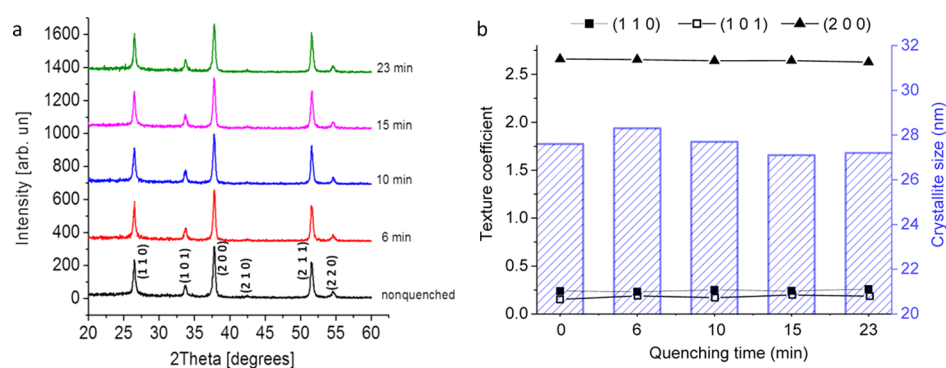 a
Intensity [arb. un]
1600
1400
1200
1000
800
600
400
200
0
23 min
15 min
10 min
6 min
nonquenched
(1 1 0)
(1 0 1)
(2 0 0)
(2 1 0)
(2 1 1)
(2 2 0)
20 25 30 35 40 45 50 55 60
2Theta [degrees]
b
(1 1 0) (1 0 1) (2 0 0)
Texture coefficient
2.5
2.0
1.5
1.0
0.5
0.0
32
30
28
26
24
22
20
Crystallite size (nm)
0 6 10 15 23
Quenching time (min)